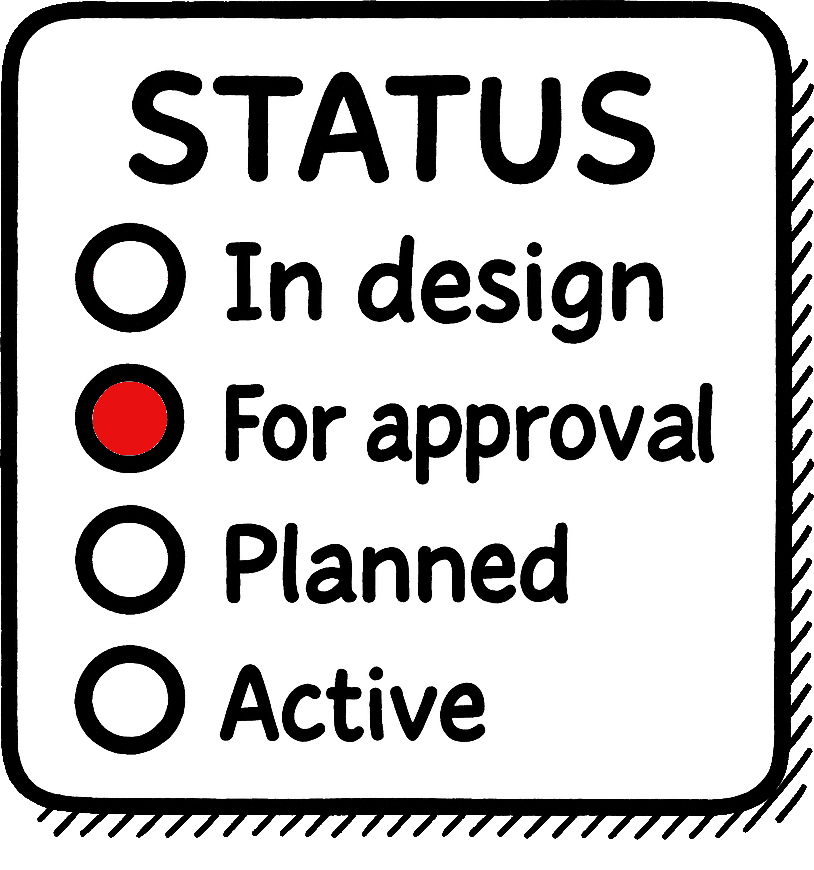 STATUS
In design
For approval
Planned
Active